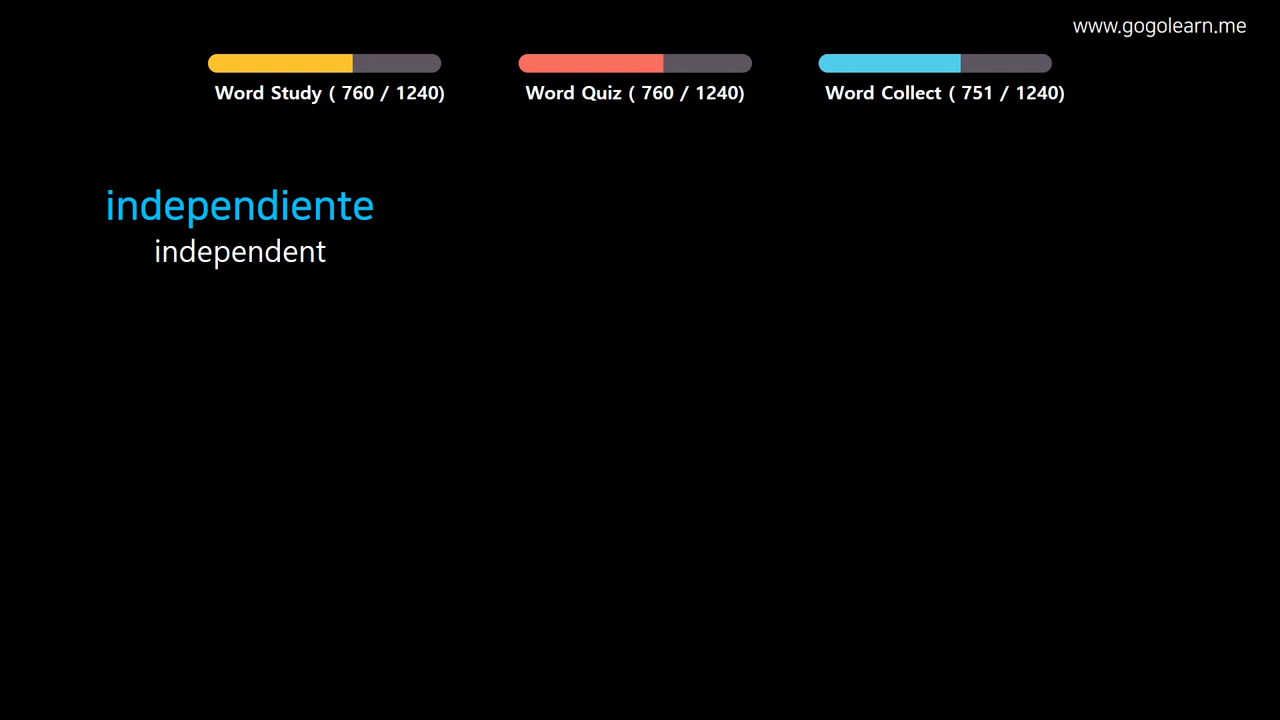 www.gogolearn.me
Word Study ( 760 / 1240)
Word Quiz ( 760 / 1240)
Word Collect ( 751 / 1240)
independiente
independent